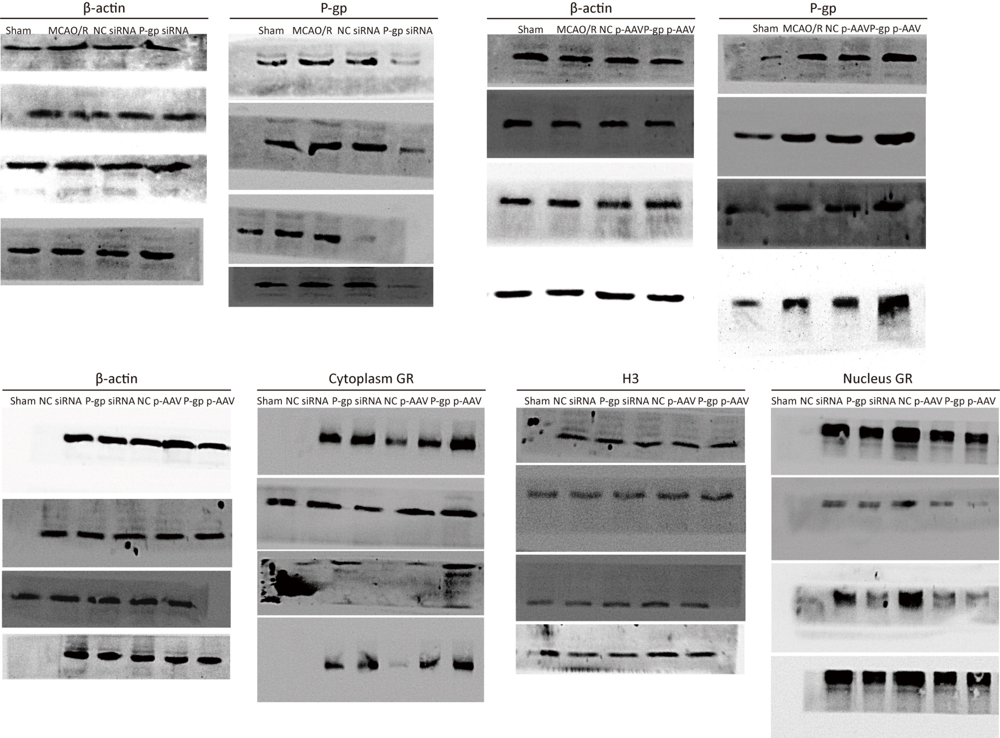 β-actin
P-gp
β-actin
P-gp
Sham MCAO/R NC siRNA P-gp siRNA
Sham MCAO/R NC siRNA P-gp siRNA
Sham MCAO/R NC p-AAV P-gp p-AAV
Sham MCAO/R NC p-AAV P-gp p-AAV
β-actin
Cytoplasm GR
H3
Nucleus GR
Sham NC siRNA P-gp siRNA NC p-AAV P-gp p-AAV
Sham NC siRNA P-gp siRNA NC p-AAV P-gp p-AAV
Sham NC siRNA P-gp siRNA NC p-AAV P-gp p-AAV
Sham NC siRNA P-gp siRNA NC p-AAV P-gp p-AAV